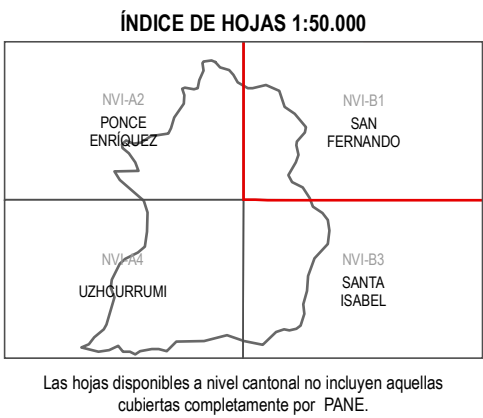 ÍNDICE DE HOJAS 1:50.000
NVI-A2
PONCE
ENRÍQUEZ
NVI-B1
SAN
FERNANDO
NVI-A4
UZHCURRUMI
NVI-B3
SANTA
ISABEL
Las hojas disponibles a nivel cantonal no incluyen aquellas
cubiertas completamente por PANE.